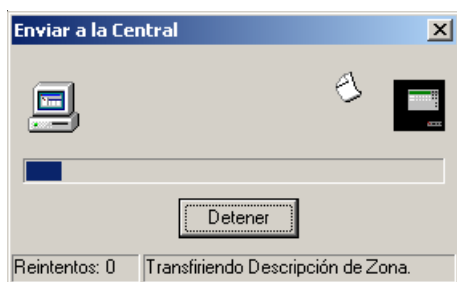 Enviar a la Central
Detener
Reintentos: 0
Transfiriendo Descripción de Zona.